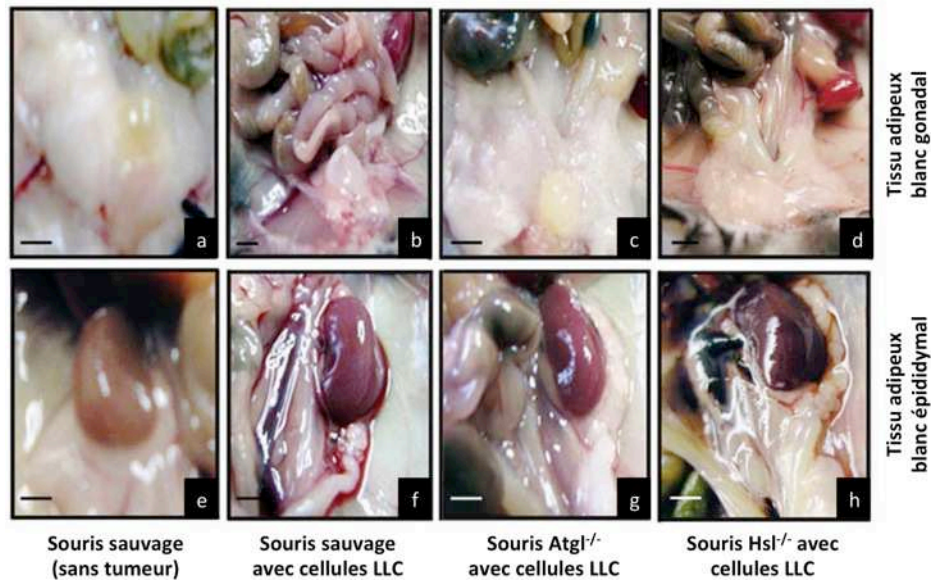 a
b
c
d
Tissu adipeux
blanc gonadal
e
f
g
h
Tissu adipeux
blanc épididymal
Souris sauvage
(sans tumeur)
Souris sauvage
avec cellules LLC
Souris Atgl-/-
avec cellules LLC
Souris Hsl-/- avec
cellules LLC